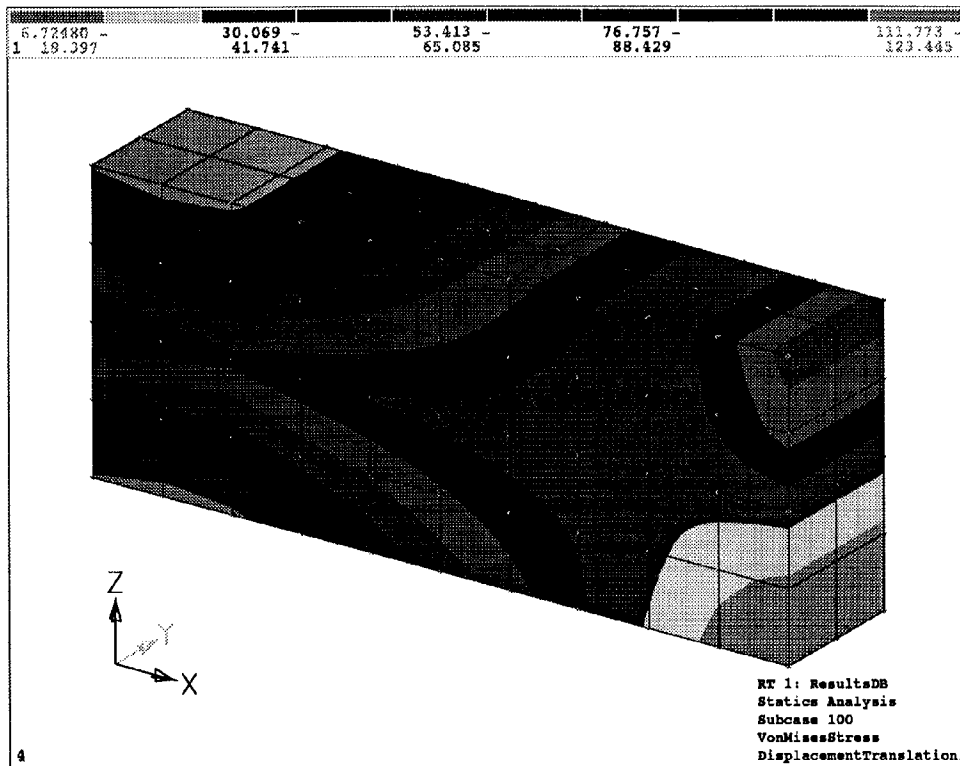 6.72480 - 30.069 - 53.413 - 76.757 - 111.773 -
1 18.397 41.741 65.085 88.429 123.445
Z
Y
X
RT 1: ResultsDB
Statics Analysis
Subcase 100
VonMisesStress
4 DisplacementTranslation